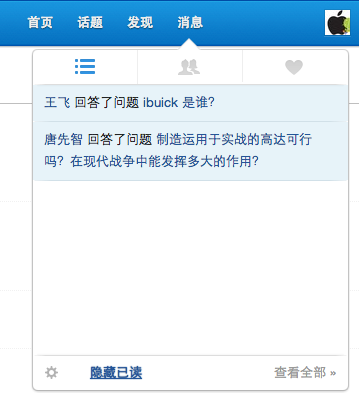 首页 话题 发现 消息
王飞 回答了问题 ibuick 是谁？
唐先智 回答了问题 制造运用于实战的高达可行
吗？在现代战争中能发挥多大的作用？
隐藏已读 查看全部 »